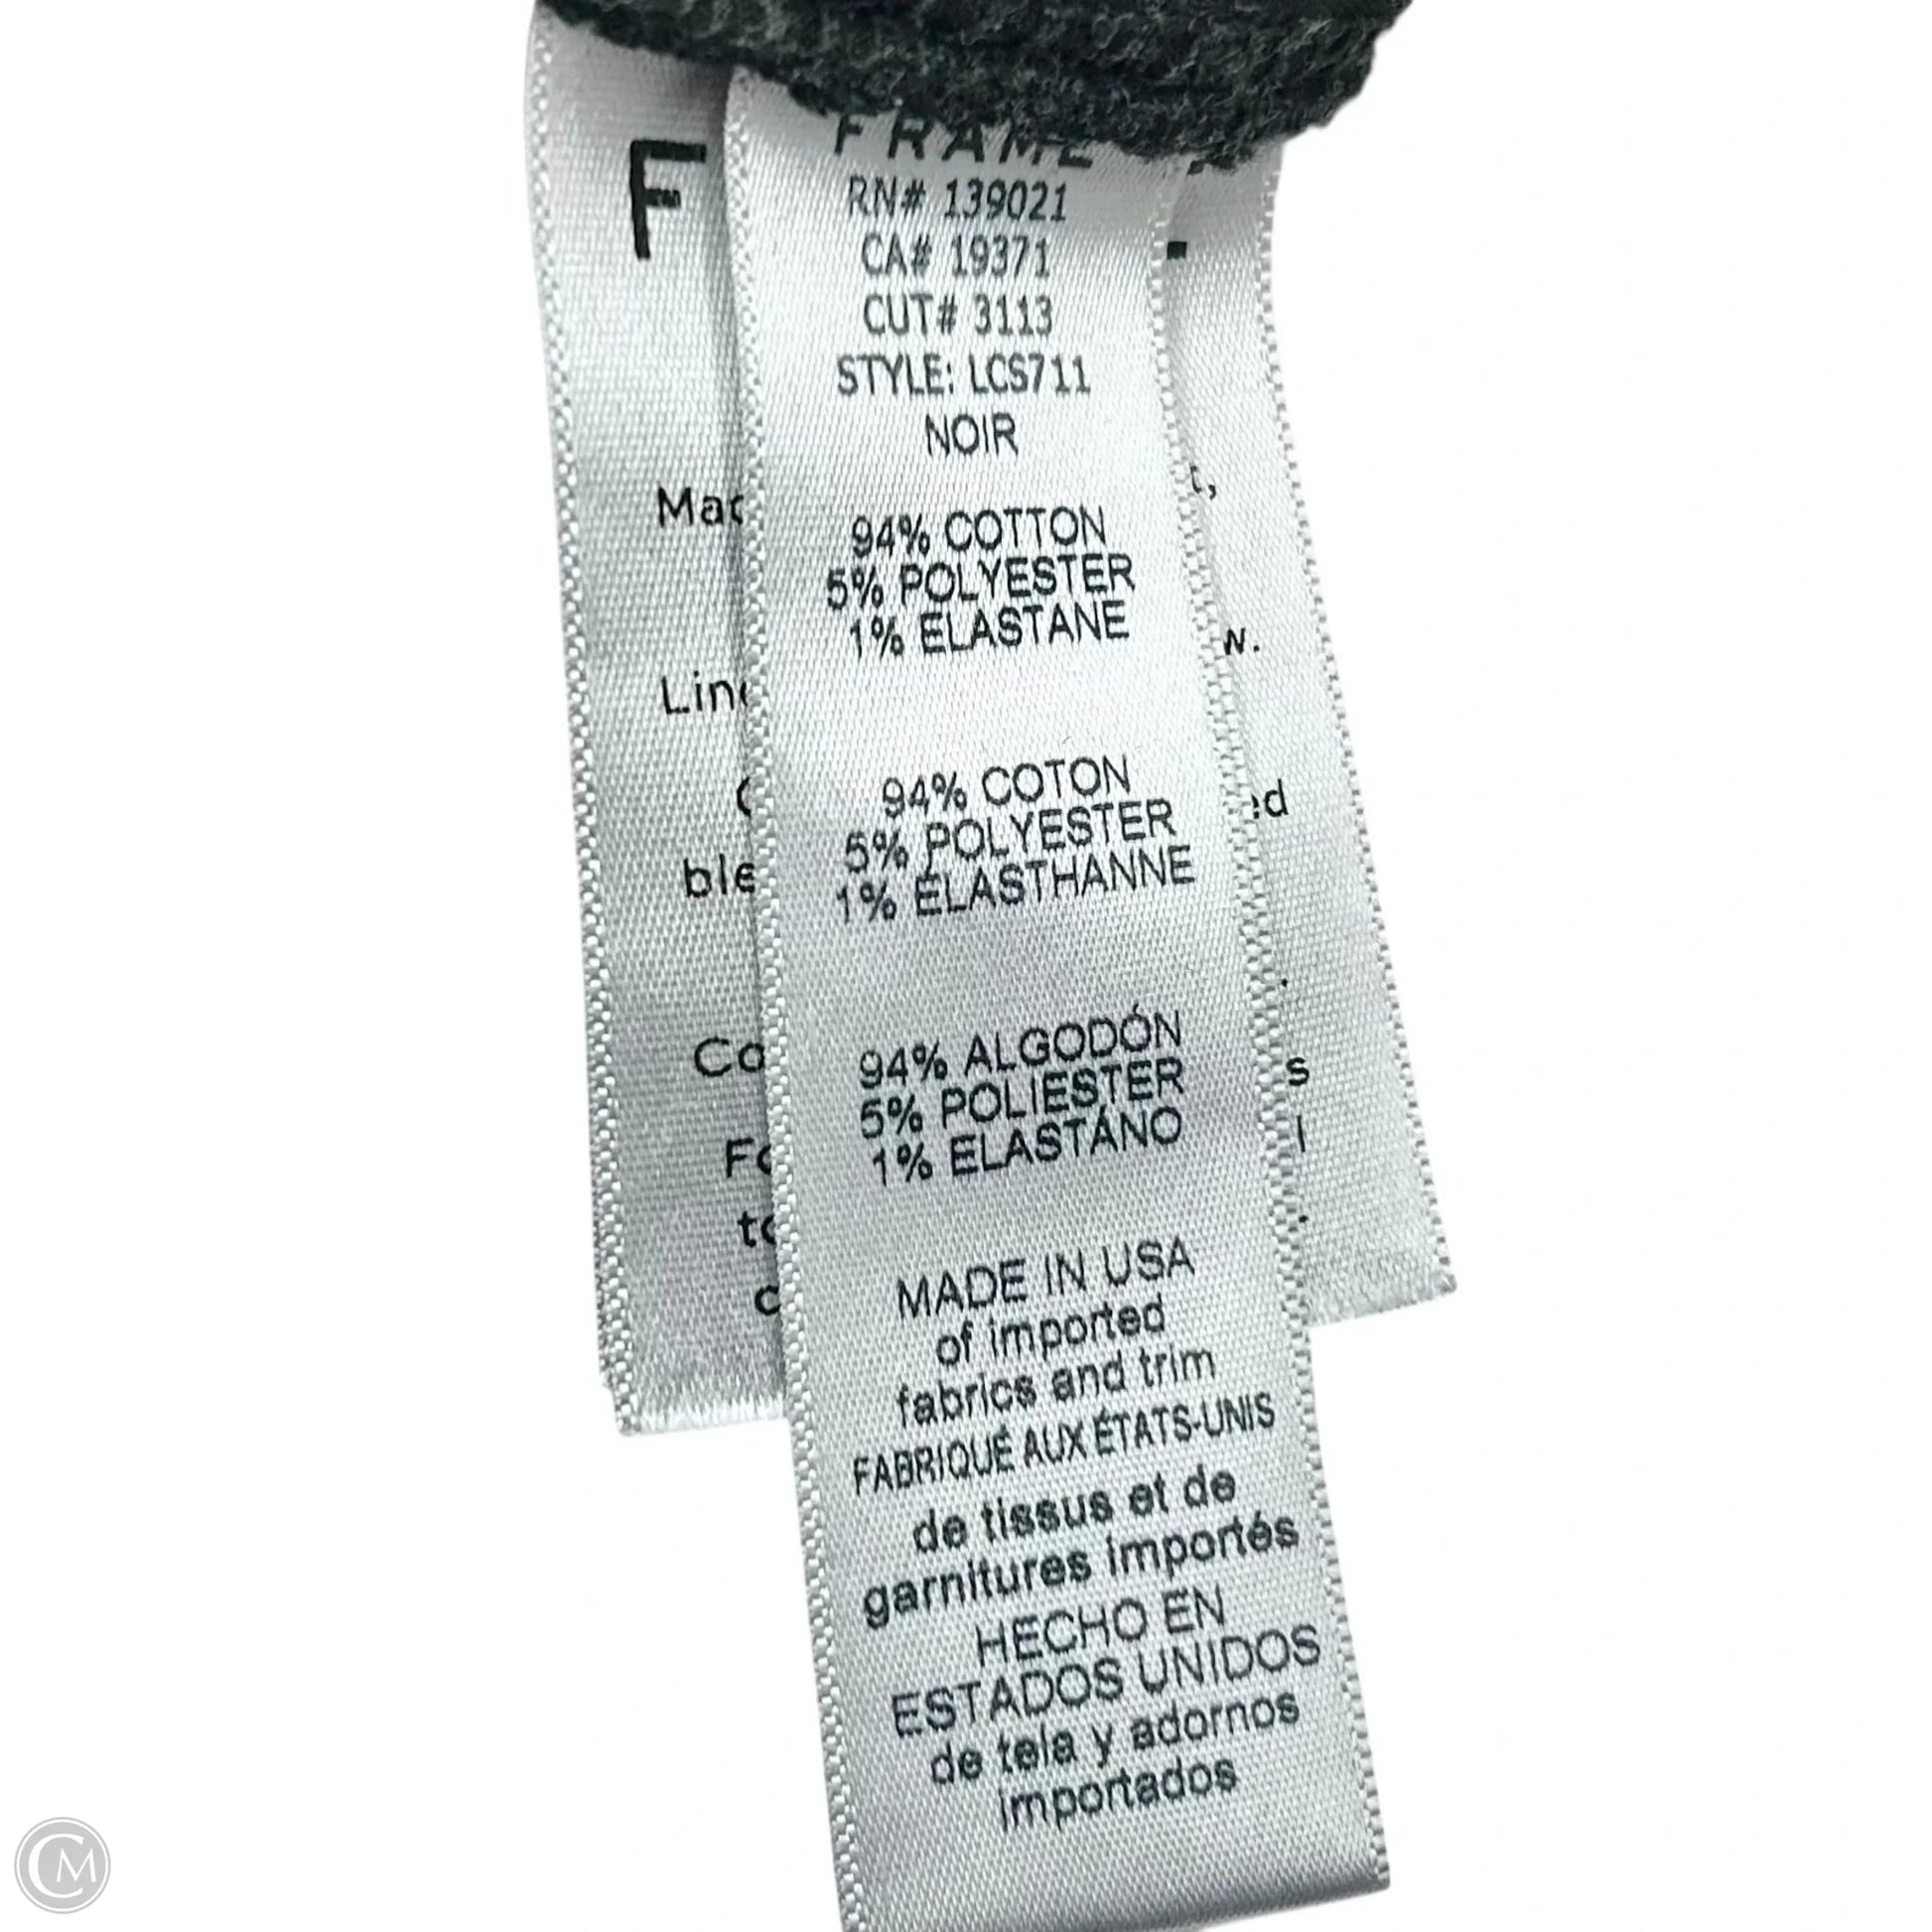 FRAME
RN# 139021
CA# 19371
CUT# 3113
STYLE: LCS711
NOIR
94% COTTON
5% POLYESTER
1% ELASTANE
94% COTON
5% POLYESTER
1% ÉLASTHANNE
94% ALGODÓN
5% POLIESTER
1% ELASTÁNO
MADE IN USA
of imported
fabrics and trim
FABRIQUÉ AUX ÉTATS-UNIS
de tissus et de
garnitures importés
HECHO EN
ESTADOS UNIDOS
de tela y adornos
importados
CM